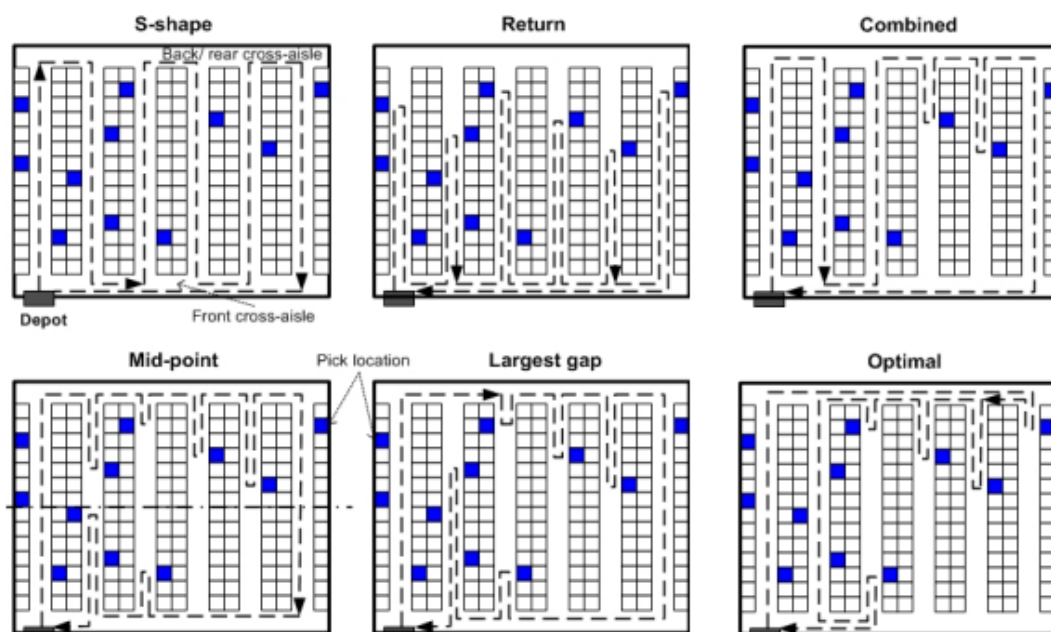 S-shape
Return
Combined
Back/ rear cross-aisle
Depot
Front cross-aisle
Mid-point
Pick location
Largest gap
Optimal